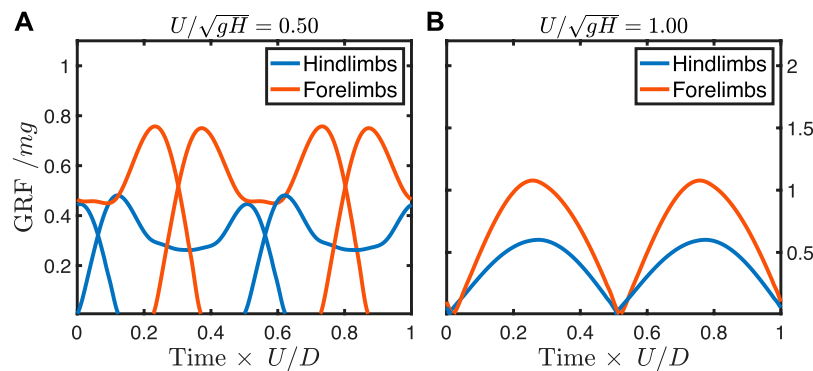 A
U/√gH = 0.50
GRF /mg
1
0.8
0.6
0.4
0.2
Hindlimbs
Forelimbs
0 0.2 0.4 0.6 0.8 1
Time × U/D
B
U/√gH = 1.00
Hindlimbs
Forelimbs
2
1.5
1
0.5
0 0.2 0.4 0.6 0.8 1
Time × U/D